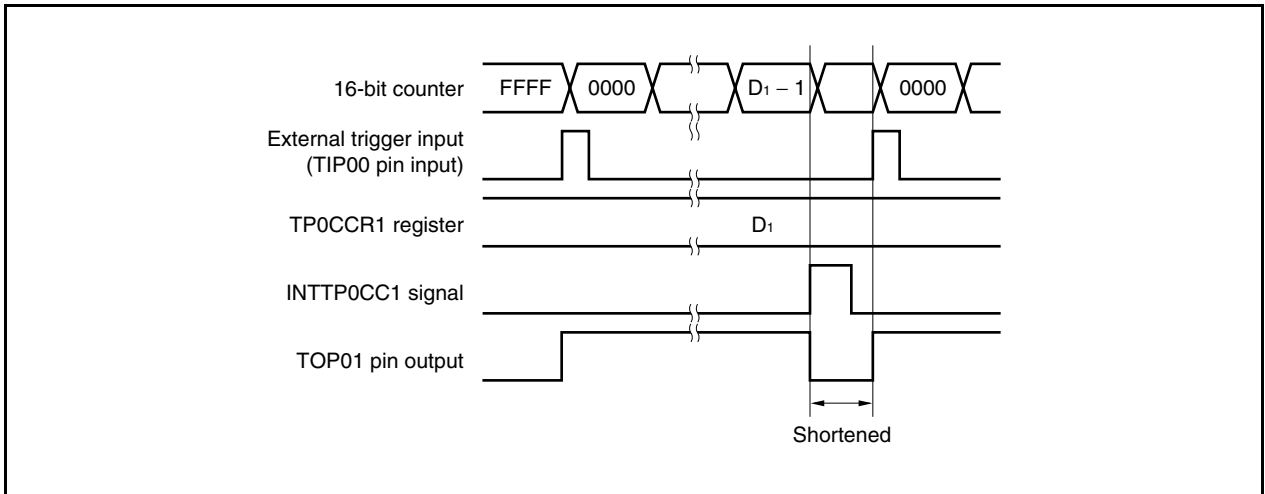 16-bit counter
FFFF
0000
D₁ – 1
0000
External trigger input
(TIP00 pin input)
TP0CCR1 register
D₁
INTTP0CC1 signal
TOP01 pin output
Shortened